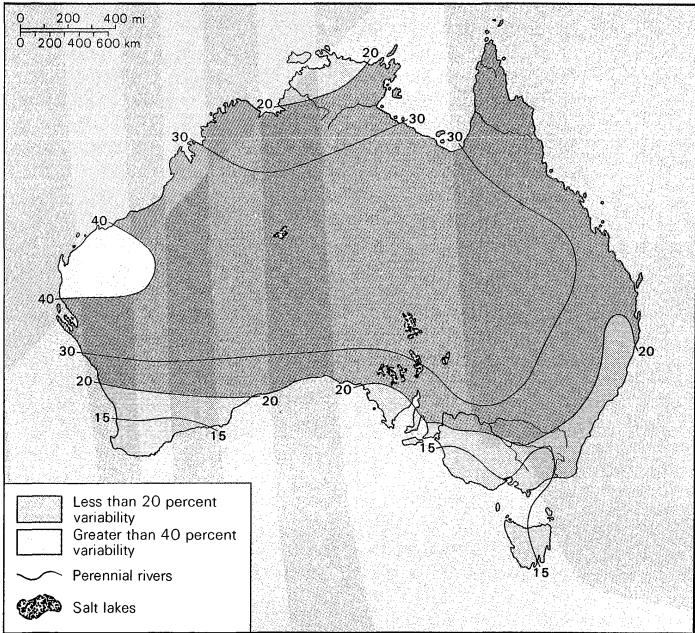 0 200 400 mi
0 200 400 600 km
20
20
30
30
30
40
40
30
20
20
20
20
15
15
15
15
Less than 20 percent
variability
Greater than 40 percent
variability
Perennial rivers
Salt lakes